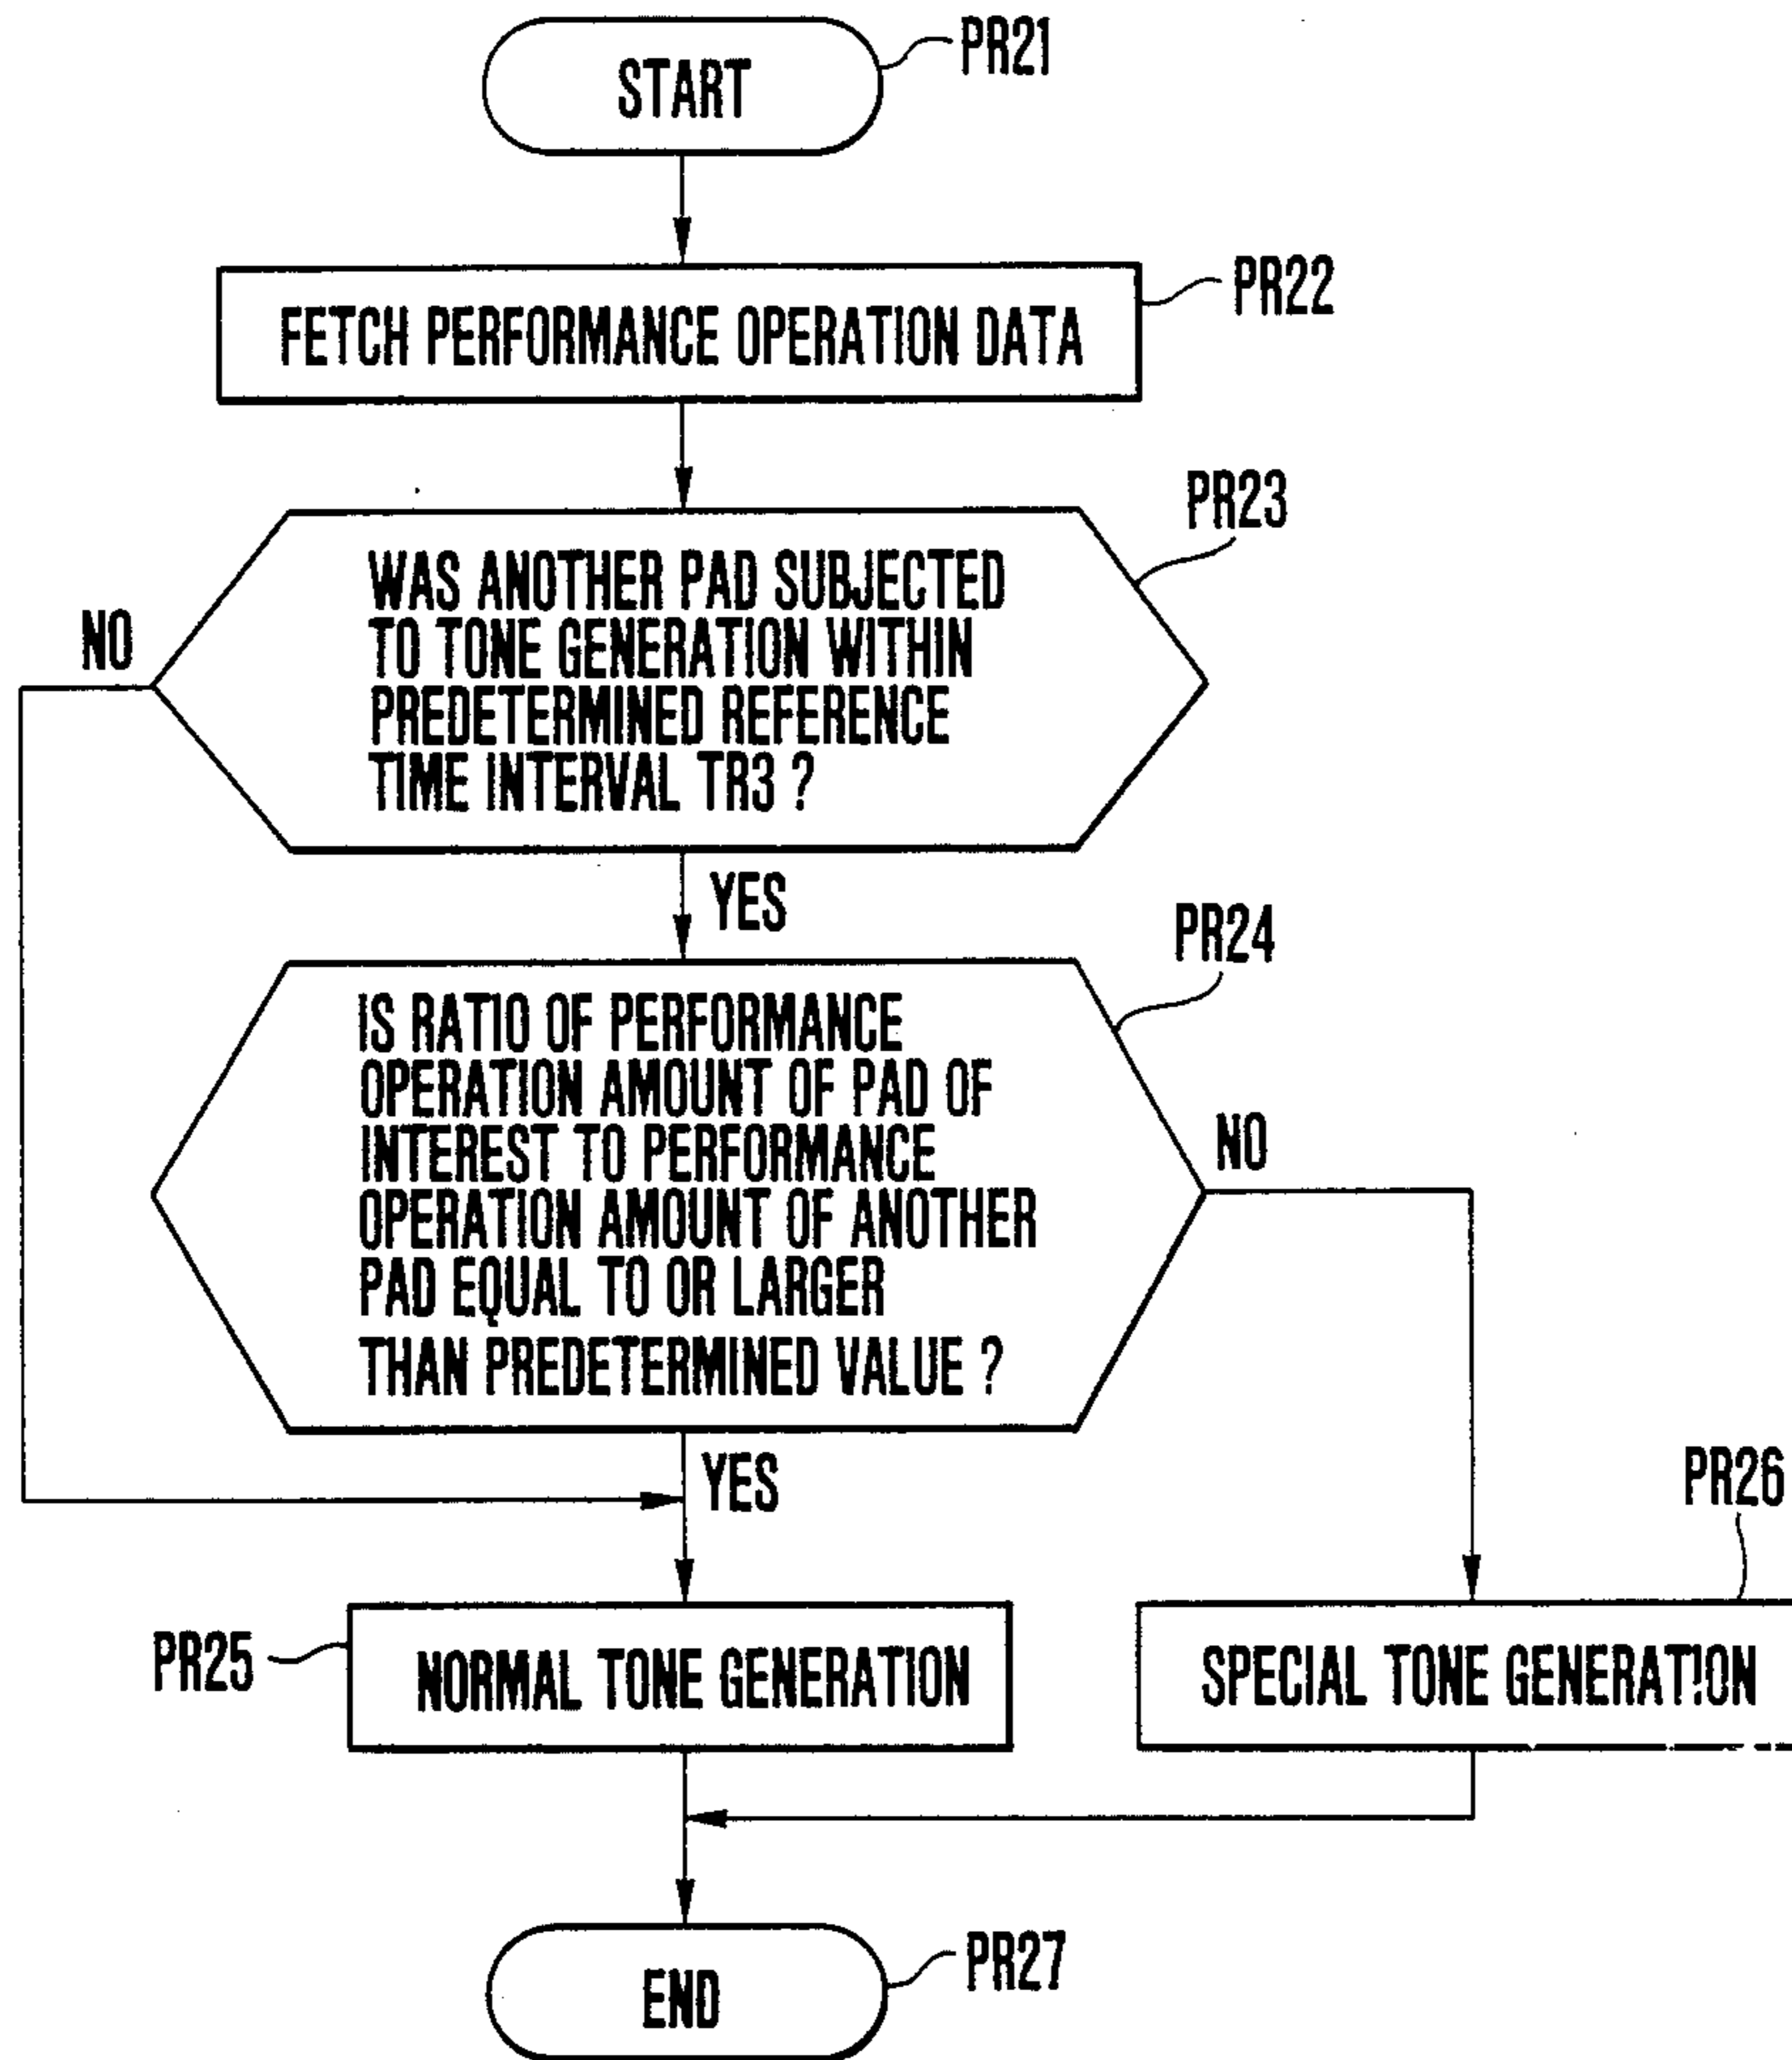 START
PR21
FETCH PERFORMANCE OPERATION DATA
PR22
PR23
WAS ANOTHER PAD SUBJECTED
TO TONE GENERATION WITHIN
PREDETERMINED REFERENCE
TIME INTERVAL TR3 ?
NO
YES
PR24
IS RATIO OF PERFORMANCE
OPERATION AMOUNT OF PAD OF
INTEREST TO PERFORMANCE
OPERATION AMOUNT OF ANOTHER
PAD EQUAL TO OR LARGER
THAN PREDETERMINED VALUE ?
NO
YES
PR25
NORMAL TONE GENERATION
PR26
SPECIAL TONE GENERATION
END
PR27